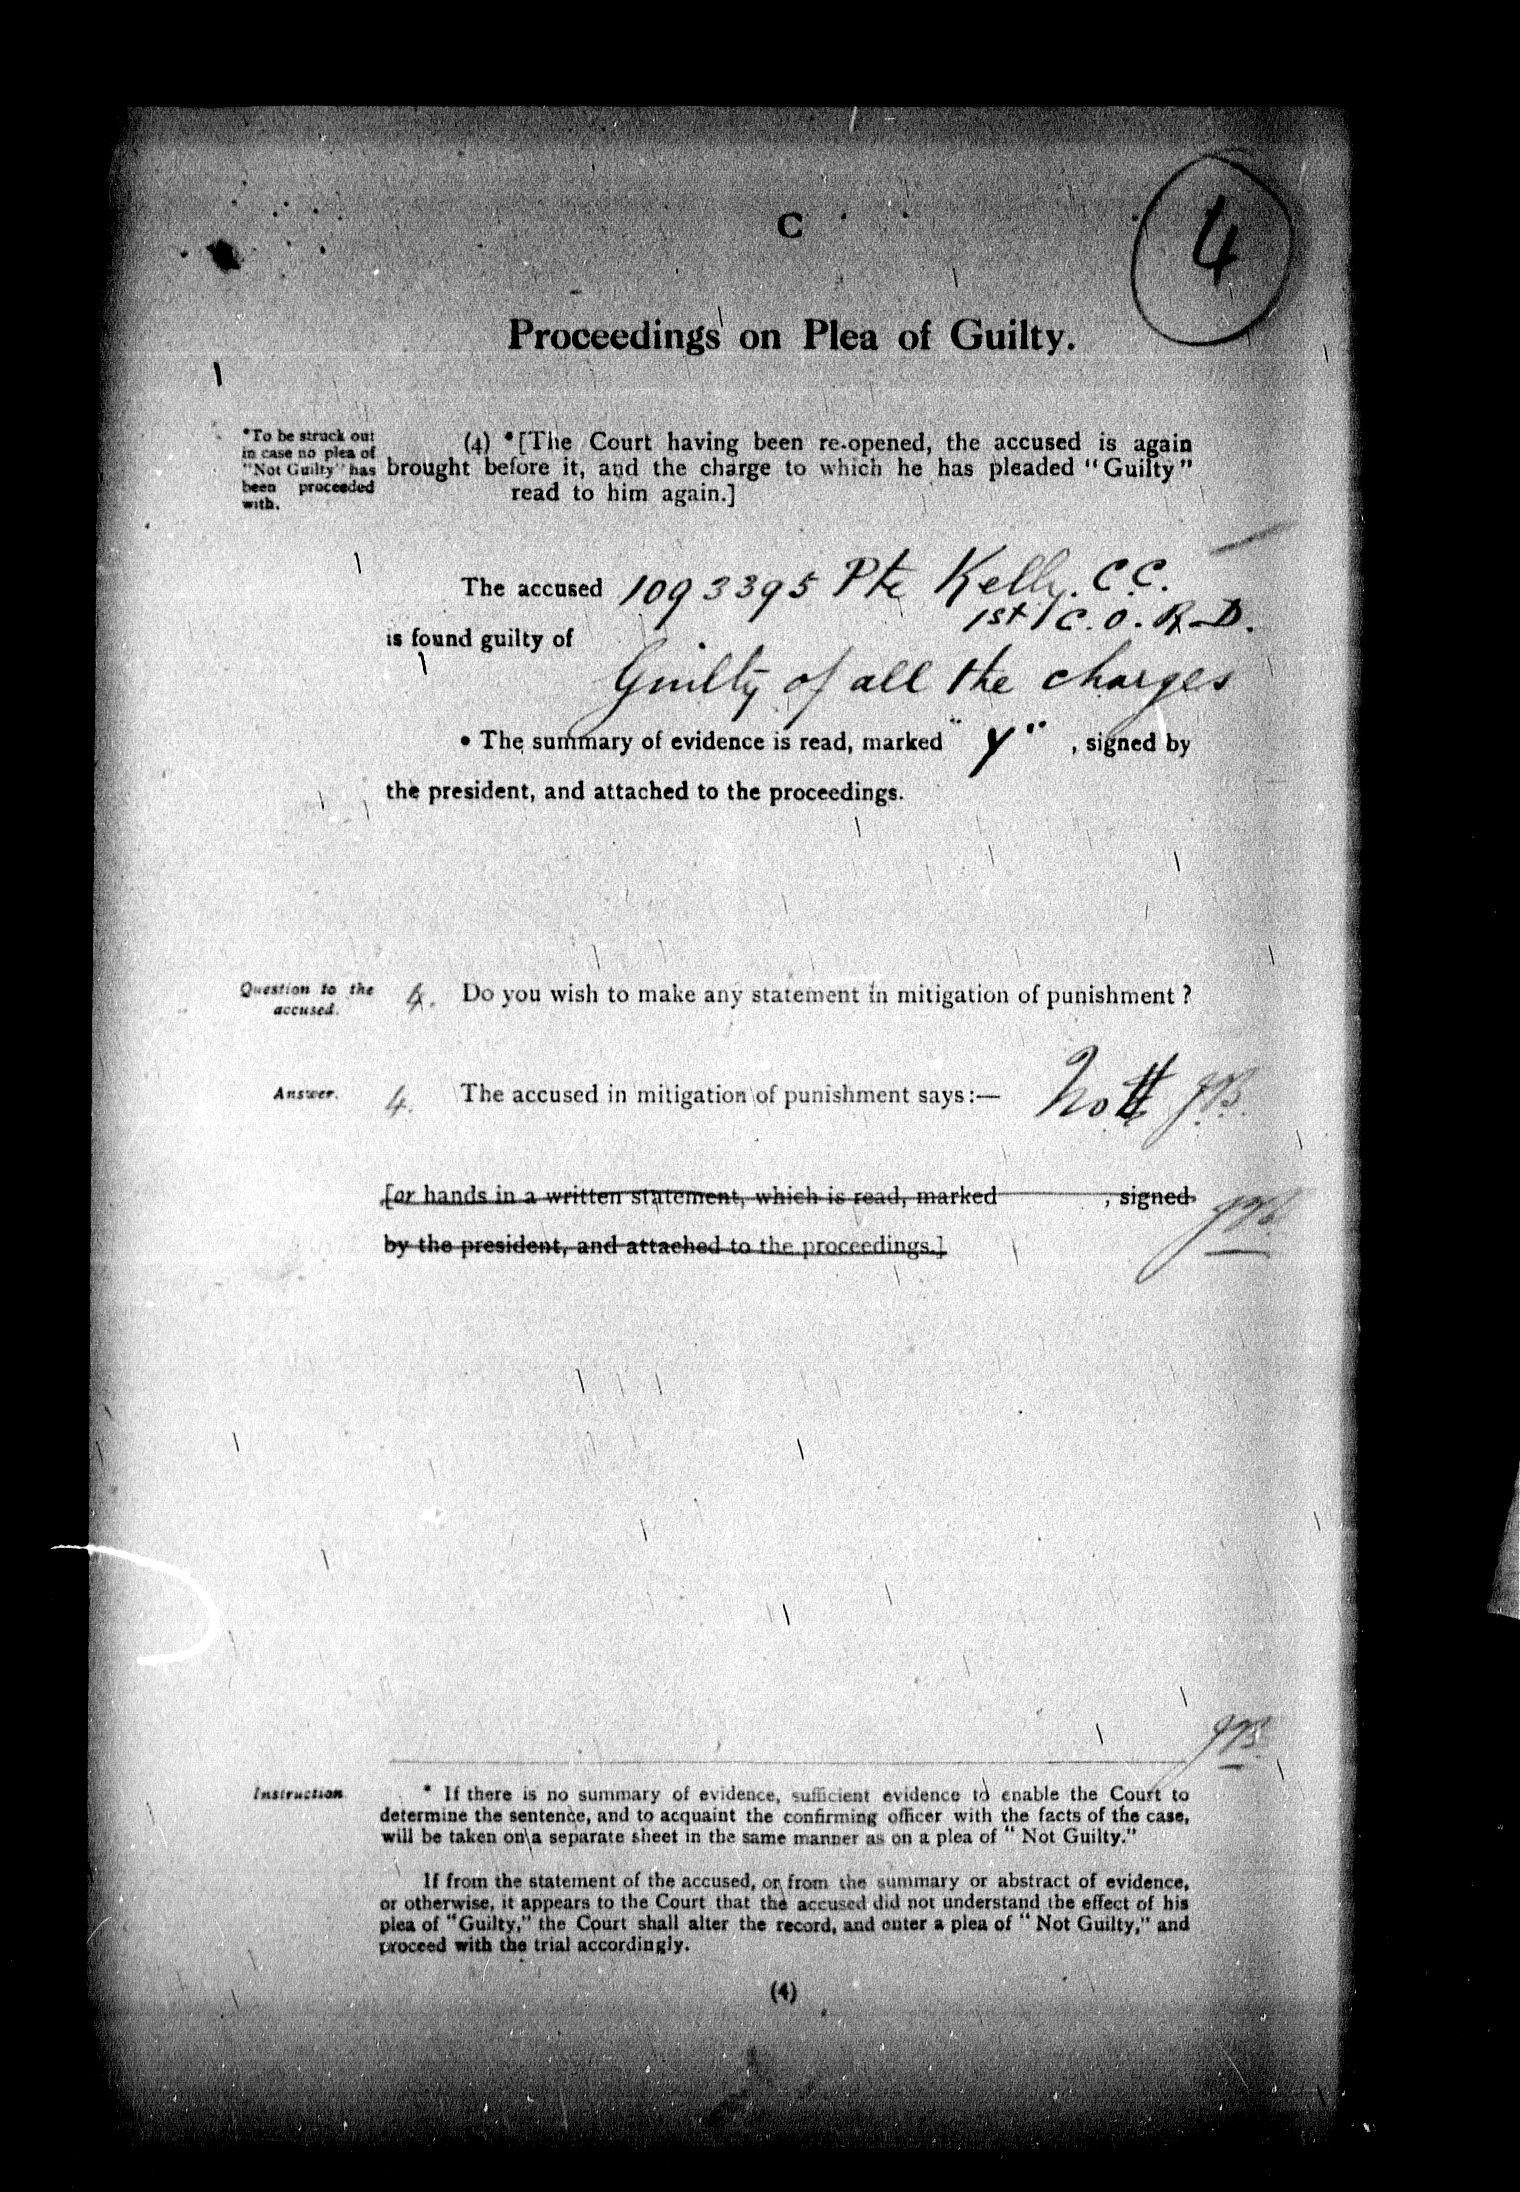 C
4
Proceedings on Plea of Guilty.
*To be struck out
in case no plea of
"Not Guilty" has
been proceeded
with.
(4) *[The Court having been re-opened, the accused is again
brought before it, and the charge to which he has pleaded "Guilty"
read to him again.]
The accused 1093395 Pte Kelly. C.C.
1st C.O.R.D.
is found guilty of
Guilty of all the charges
• The summary of evidence is read, marked "Y" , signed by
the president, and attached to the proceedings.
Question to the
accused.
4. Do you wish to make any statement in mitigation of punishment ?
Answer. 4. The accused in mitigation of punishment says:—
[or hands in a written statement, which is read, marked , signed
by the president, and attached to the proceedings.]
Instruction * If there is no summary of evidence, sufficient evidence to enable the Court to
determine the sentence, and to acquaint the confirming officer with the facts of the case,
will be taken on a separate sheet in the same manner as on a plea of "Not Guilty."
If from the statement of the accused, or from the summary or abstract of evidence,
or otherwise, it appears to the Court that the accused did not understand the effect of his
plea of "Guilty," the Court shall alter the record, and enter a plea of "Not Guilty," and
proceed with the trial accordingly.
(4)